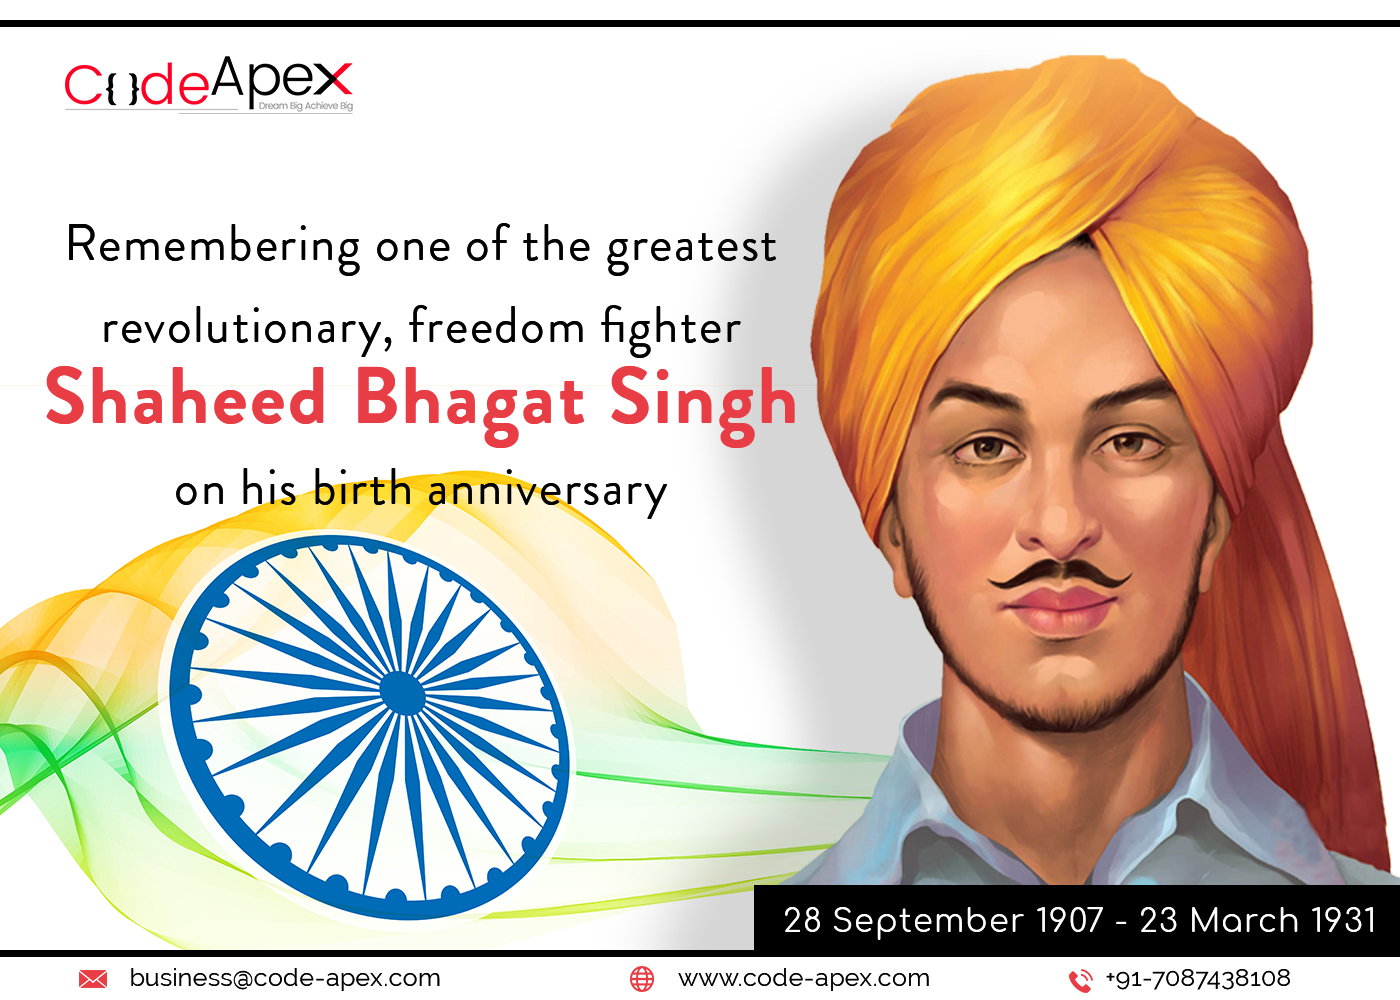 C{}deApex
Dream Big Achieve Big
Remembering one of the greatest
revolutionary, freedom fighter
Shaheed Bhagat Singh
on his birth anniversary
28 September 1907 - 23 March 1931
business@code-apex.com
www.code-apex.com
+91-7087438108